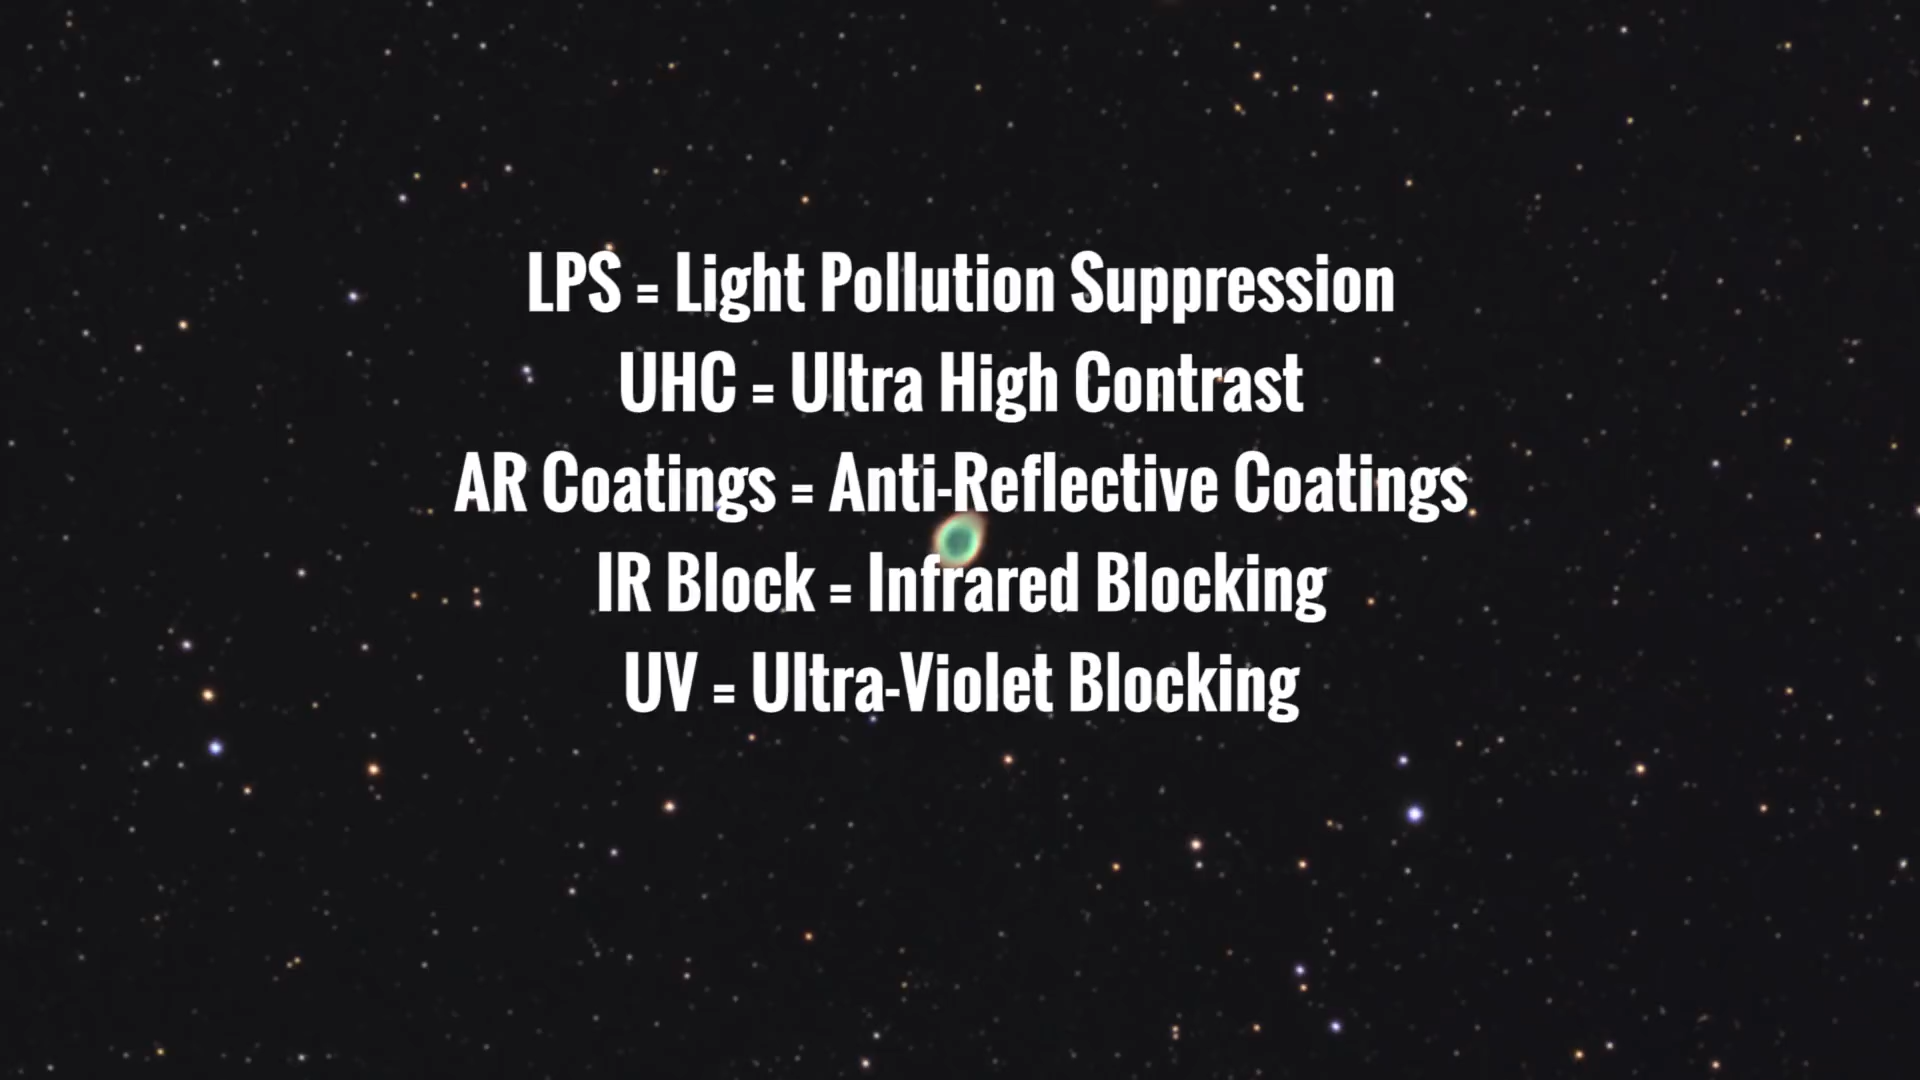 LPS = Light Pollution Suppression
UHC = Ultra High Contrast
AR Coatings = Anti-Reflective Coatings
IR Block = Infrared Blocking
UV = Ultra-Violet Blocking